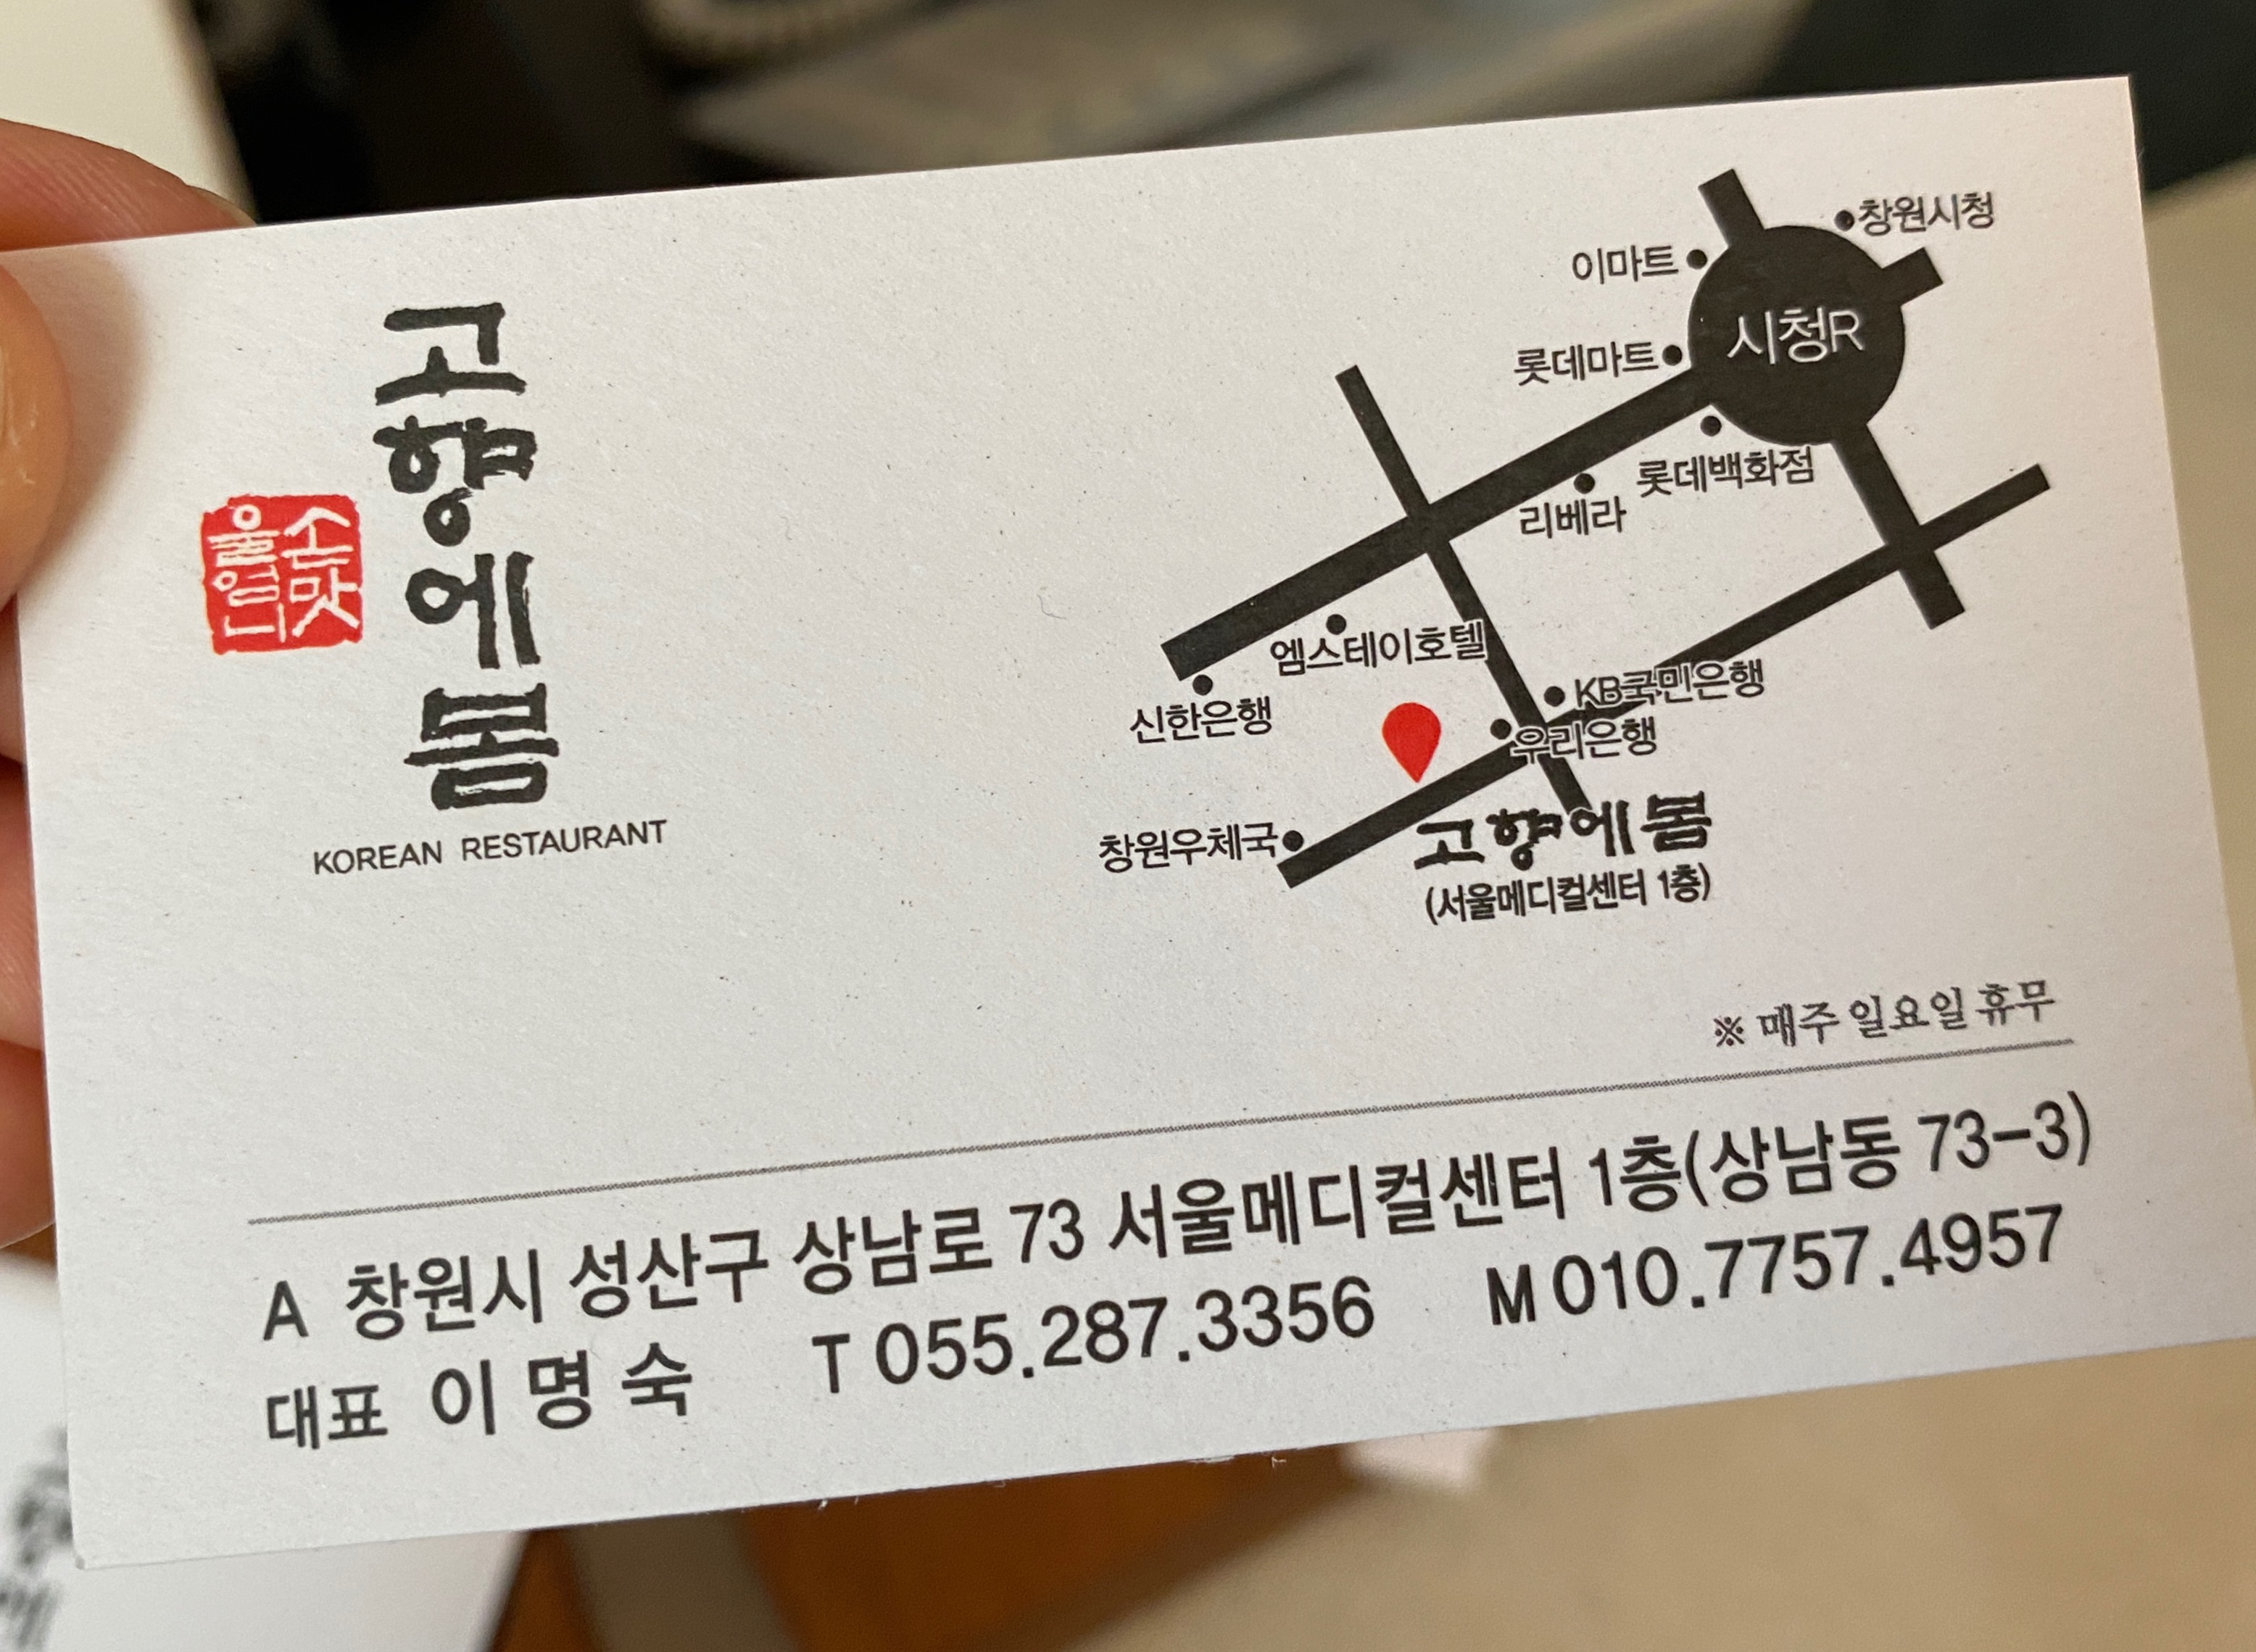 고향에봄
울엄니
손맛
KOREAN RESTAURANT
창원시청
이마트
시청R
롯데마트
롯데백화점
리베라
엠스테이호텔
신한은행
KB국민은행
우리은행
창원우체국
고향에봄
(서울메디컬센터 1층)
※ 매주 일요일 휴무
A 창원시 성산구 상남로 73 서울메디컬센터 1층(상남동 73-3)
대표 이명숙 T 055.287.3356 M 010.7757.4957